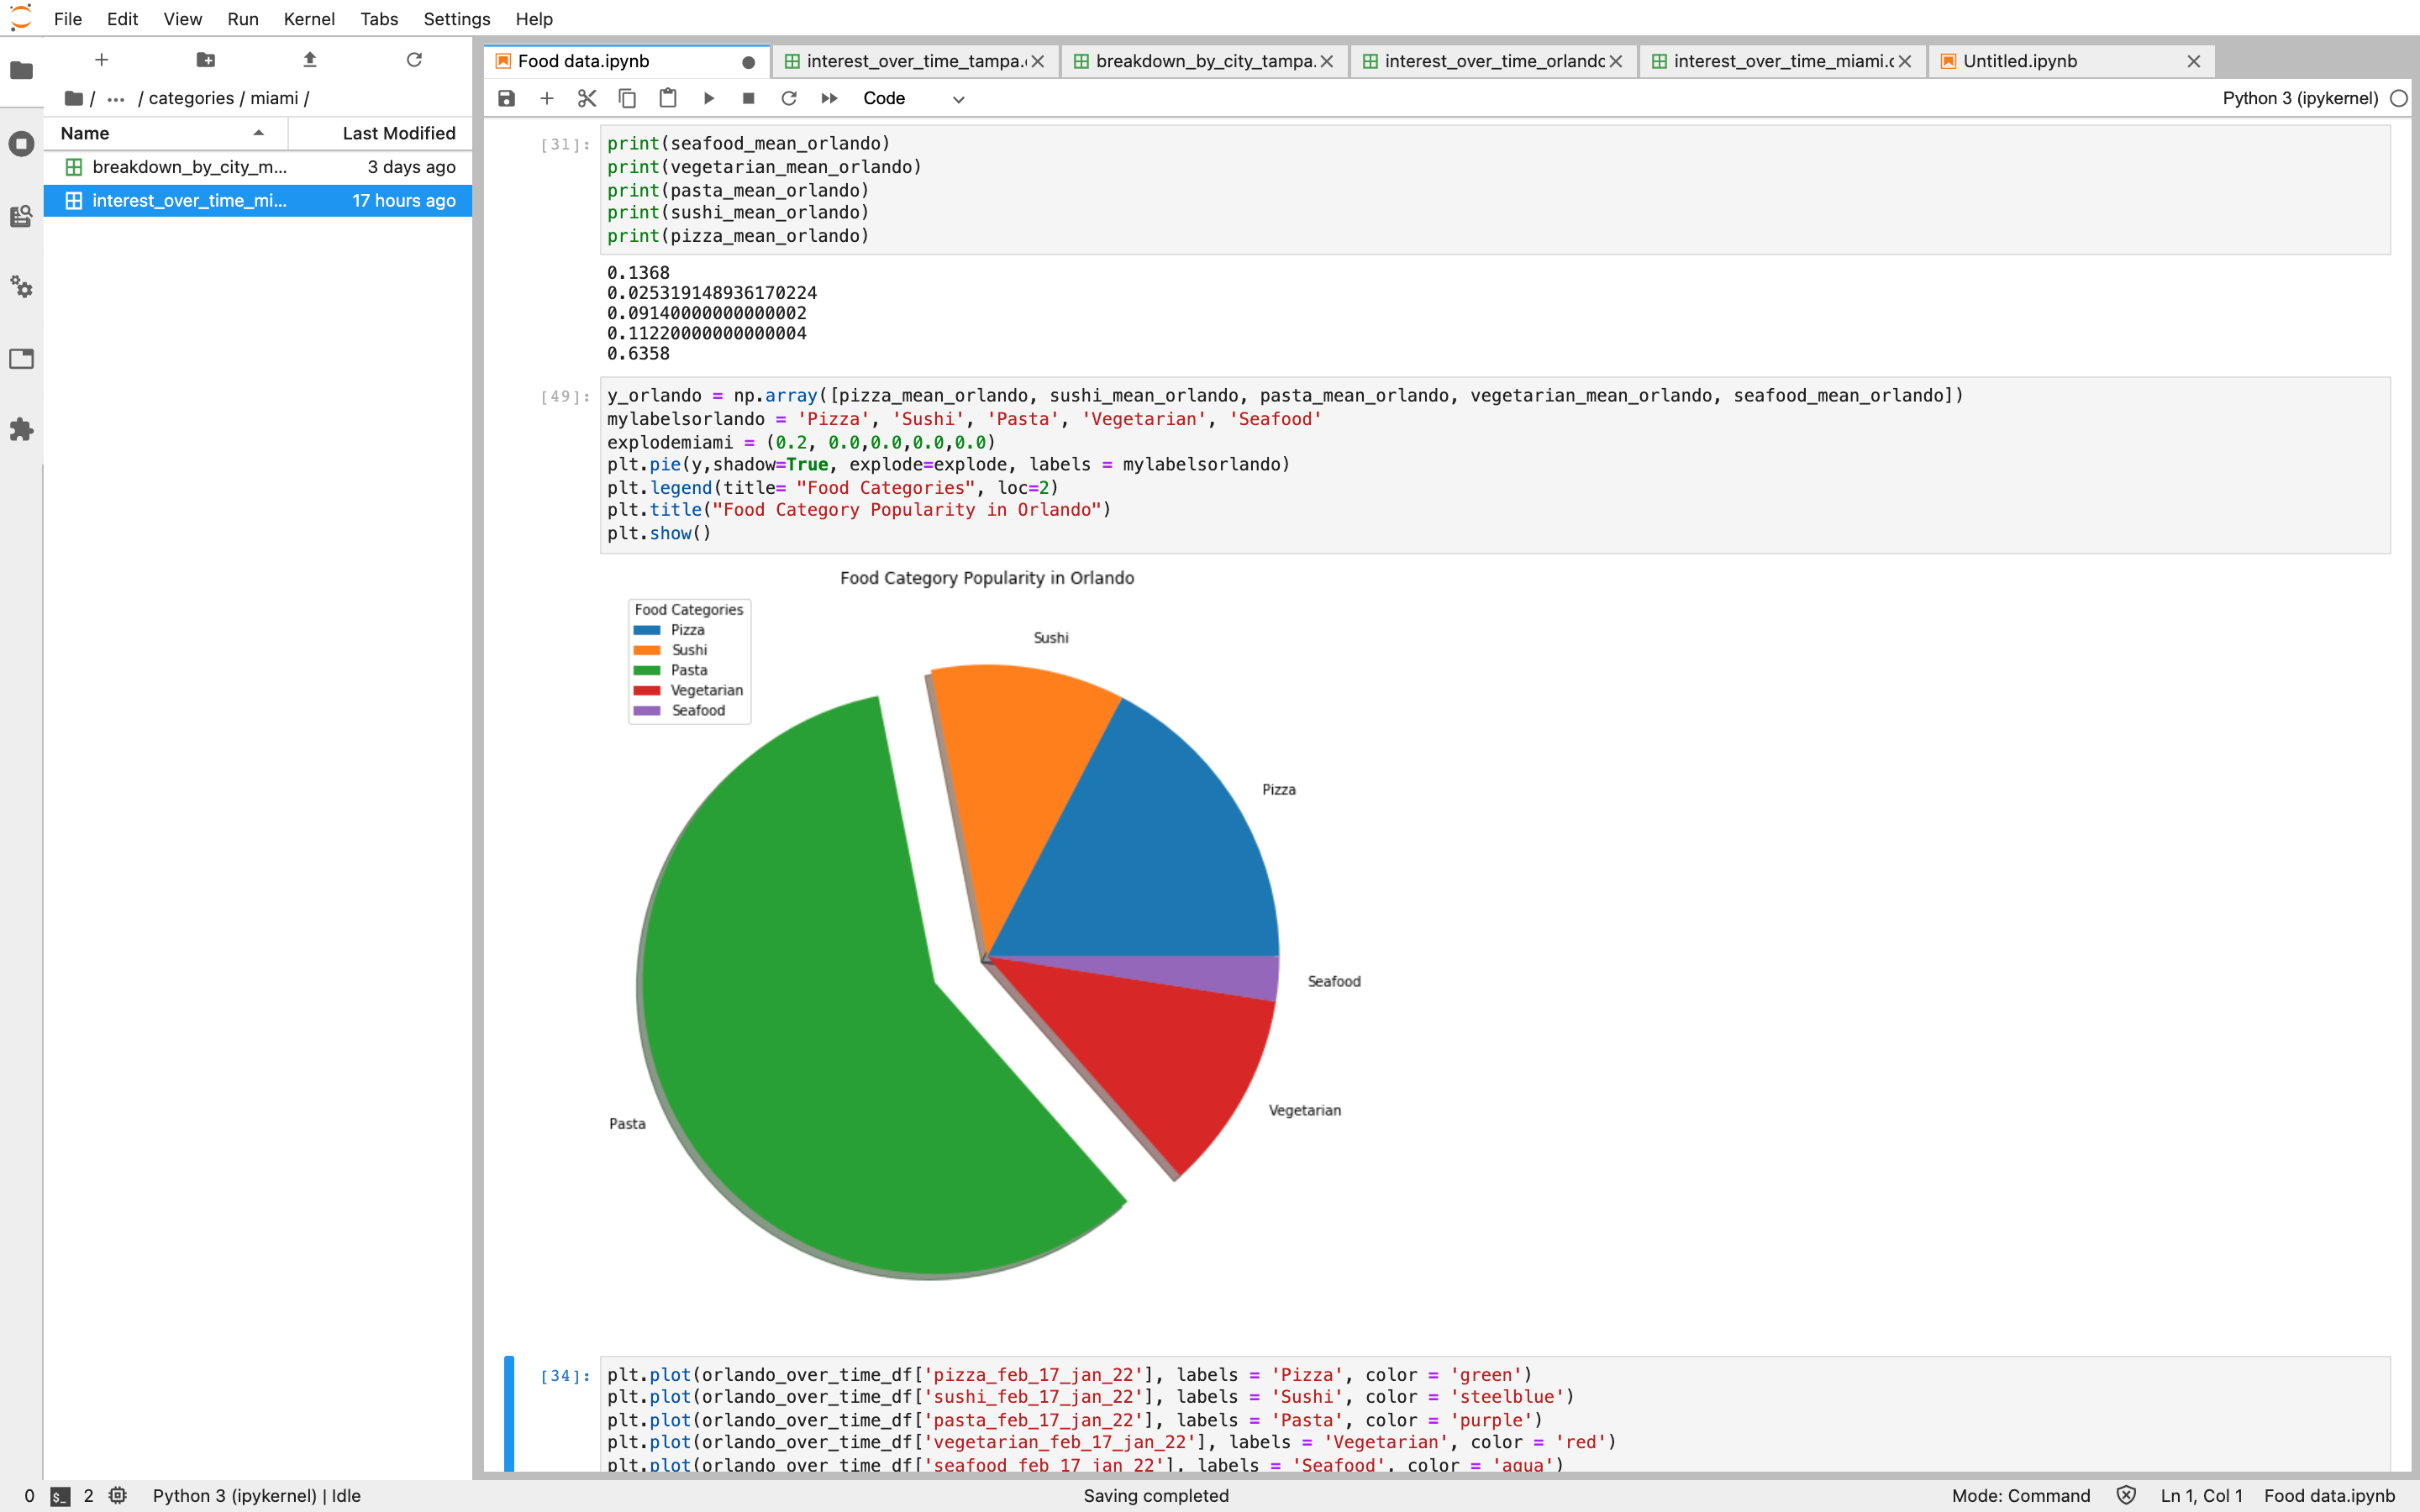 File Edit View Run Kernel Tabs Settings Help
/ ... / categories / miami /
Name Last Modified
breakdown_by_city_m... 3 days ago
interest_over_time_mi... 17 hours ago
Food data.ipynb interest_over_time_tampa. breakdown_by_city_tampa. interest_over_time_orlando interest_over_time_miami.c Untitled.ipynb
Code Python 3 (ipykernel)
[31]: print(seafood_mean_orlando)
print(vegetarian_mean_orlando)
print(pasta_mean_orlando)
print(sushi_mean_orlando)
print(pizza_mean_orlando)
0.1368
0.025319148936170224
0.09140000000000002
0.11220000000000004
0.6358
[49]: y_orlando = np.array([pizza_mean_orlando, sushi_mean_orlando, pasta_mean_orlando, vegetarian_mean_orlando, seafood_mean_orlando])
mylabelsorlando = 'Pizza', 'Sushi', 'Pasta', 'Vegetarian', 'Seafood'
explodemiami = (0.2, 0.0,0.0,0.0,0.0)
plt.pie(y,shadow=True, explode=explode, labels = mylabelsorlando)
plt.legend(title= "Food Categories", loc=2)
plt.title("Food Category Popularity in Orlando")
plt.show()
Food Category Popularity in Orlando
Food Categories
Pizza
Sushi
Pasta
Vegetarian
Seafood
Sushi
Pizza
Seafood
Vegetarian
Pasta
[34]: plt.plot(orlando_over_time_df['pizza_feb_17_jan_22'], labels = 'Pizza', color = 'green')
plt.plot(orlando_over_time_df['sushi_feb_17_jan_22'], labels = 'Sushi', color = 'steelblue')
plt.plot(orlando_over_time_df['pasta_feb_17_jan_22'], labels = 'Pasta', color = 'purple')
plt.plot(orlando_over_time_df['vegetarian_feb_17_jan_22'], labels = 'Vegetarian', color = 'red')
plt.plot(orlando_over_time_df['seafood_feb_17_jan_22'], labels = 'Seafood', color = 'aqua')
0 $_ 2 Python 3 (ipykernel) | Idle Saving completed Mode: Command Ln 1, Col 1 Food data.ipynb